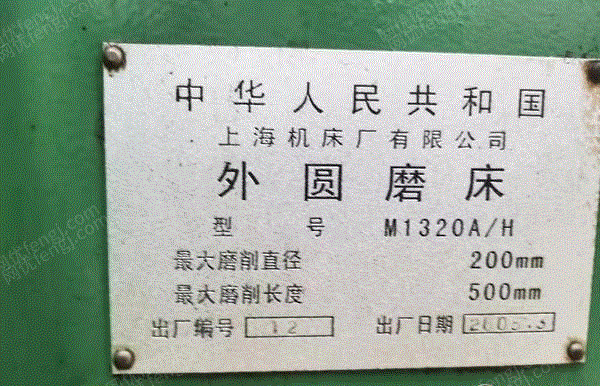 中华人民共和国
上海机床厂有限公司
外圆磨床
型 号 M1320A/H
最大磨削直径 200mm
最大磨削长度 500mm
出厂编号 12 出厂日期